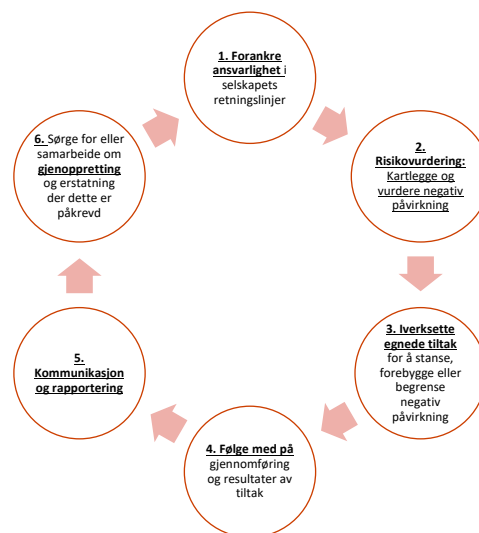 1. Forankre
ansvarlighet i
selskapets
retningslinjer
2.
Risikovurdering:
Kartlegge og
vurdere negativ
påvirkning
3. Iverksette
egnede tiltak
for å stanse,
forebygge eller
begrense
negativ
påvirkning
4. Følge med på
gjennomføring
og resultater av
tiltak
5.
Kommunikasjon
og rapportering
6. Sørge for eller
samarbeide om
gjenoppretting
og erstatning
der dette er
påkrevd